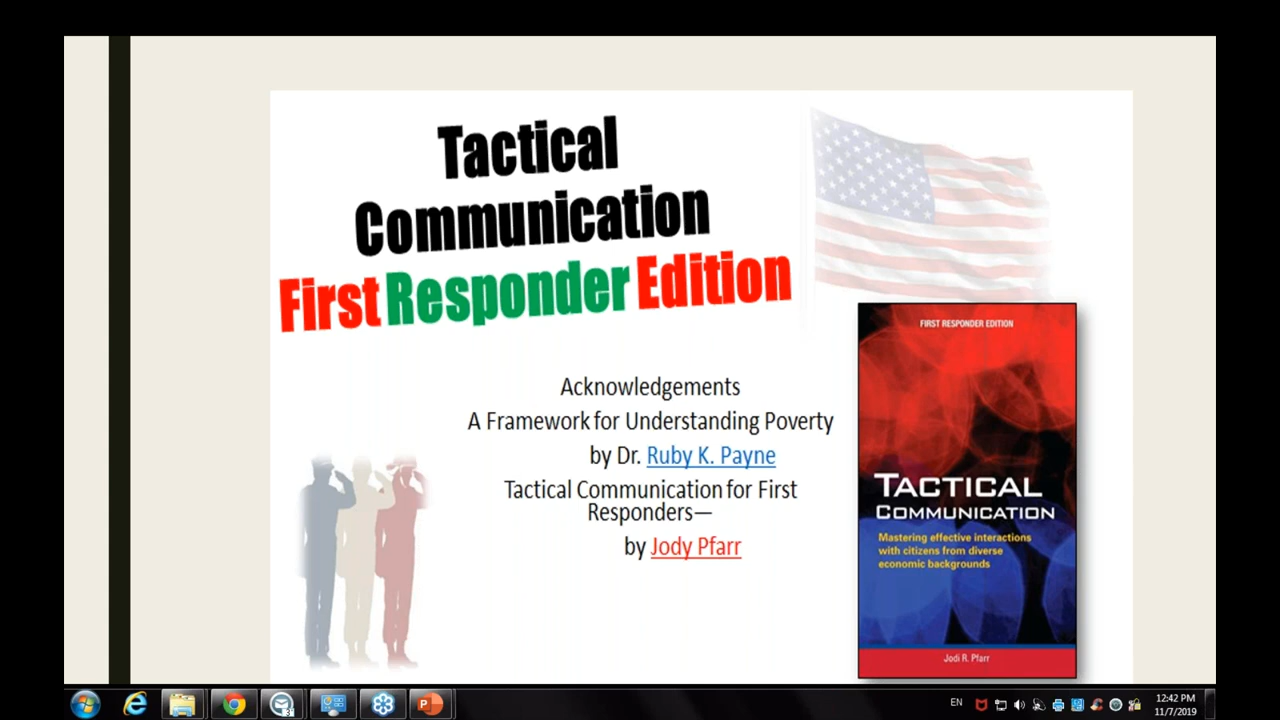 Tactical
Communication
First Responder Edition
Acknowledgements
A Framework for Understanding Poverty
by Dr. Ruby K. Payne
Tactical Communication for First
Responders—
by Jody Pfarr
FIRST RESPONDER EDITION
TACTICAL
COMMUNICATION
Mastering effective interactions
with citizens from diverse
economic backgrounds
Jodi R. Pfarr
EN
12:42 PM
11/7/2019